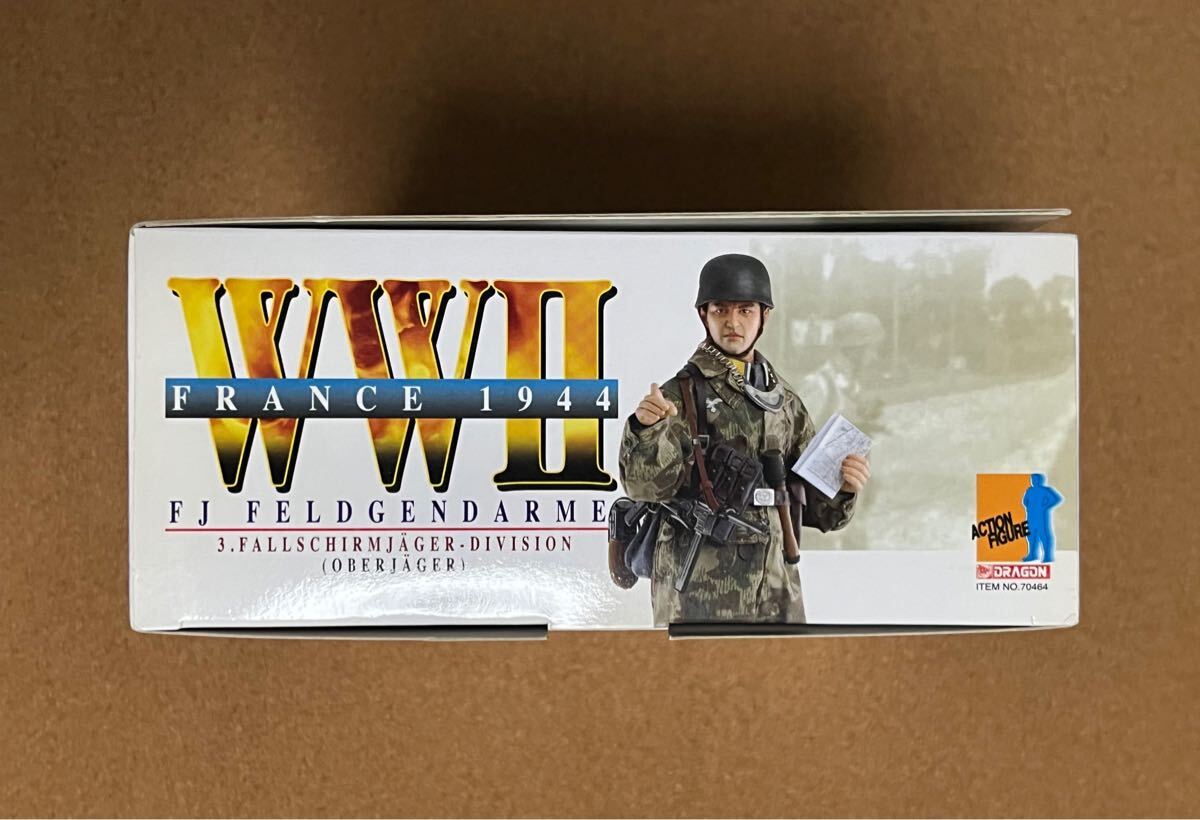 WWII
FRANCE 1944
FJ FELDGENDARME
3.FALLSCHIRMJÄGER-DIVISION
(OBERJÄGER)
ACTION
FIGURE
DRAGON
ITEM NO.70464